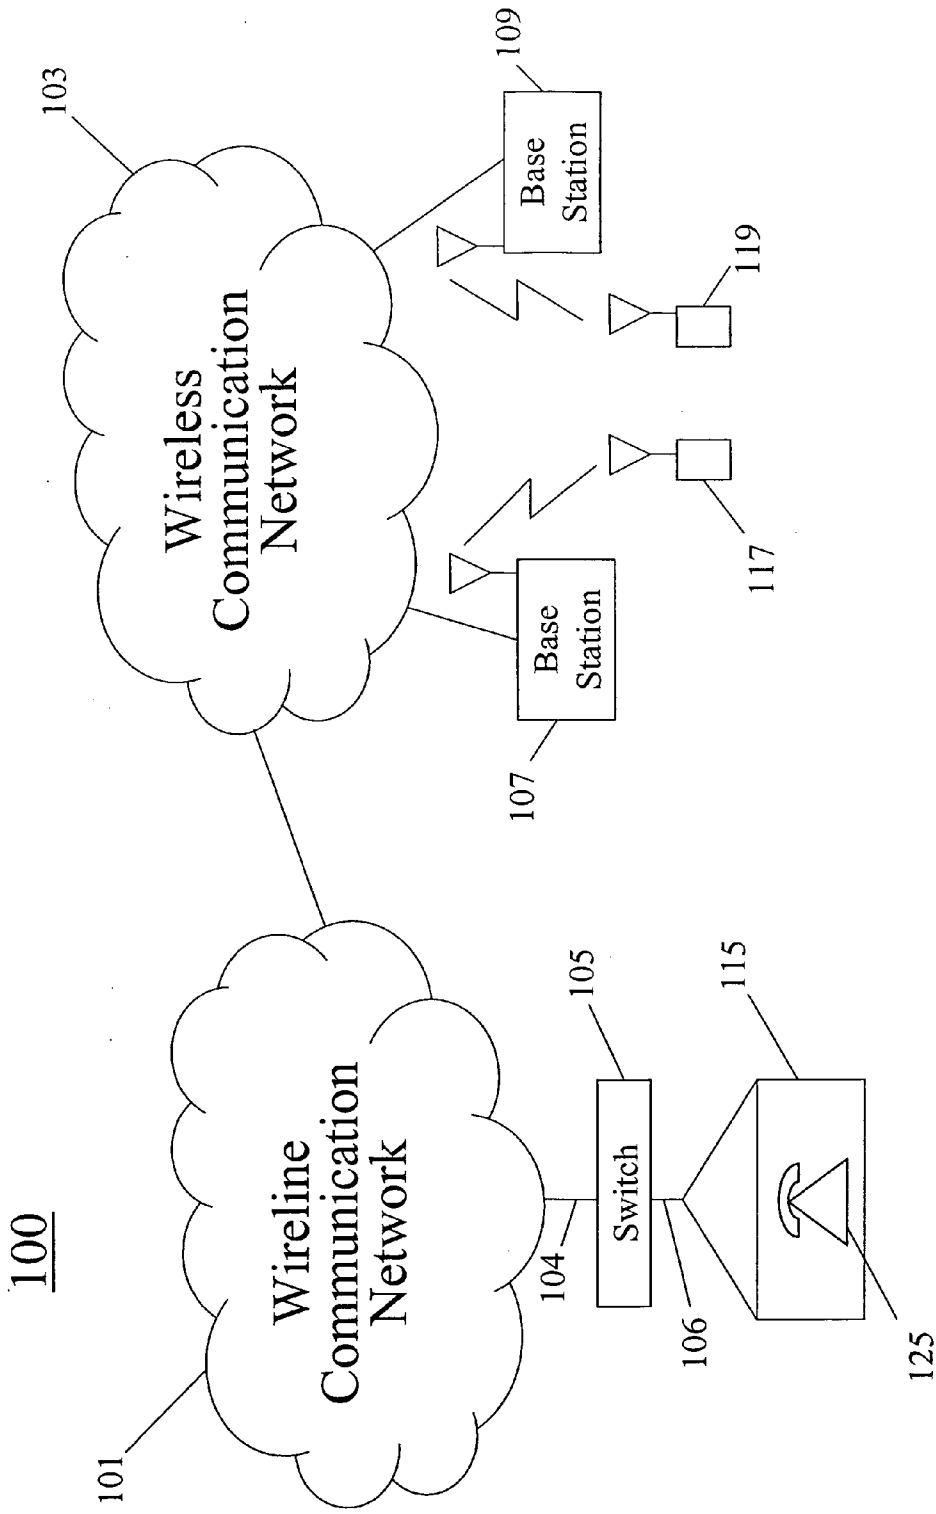 100
101
Wireline
Communication
Network
104
Switch
105
106
115
125
103
Wireless
Communication
Network
107
Base
Station
109
Base
Station
117
119